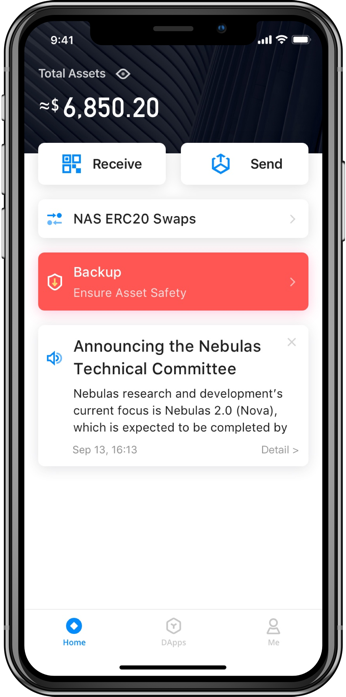 9:41
Total Assets
≈$ 6,850.20
Receive
Send
NAS ERC20 Swaps
Backup
Ensure Asset Safety
Announcing the Nebulas
Technical Committee
Nebulas research and development's
current focus is Nebulas 2.0 (Nova),
which is expected to be completed by
Sep 13, 16:13
Detail >
Home
DApps
Me